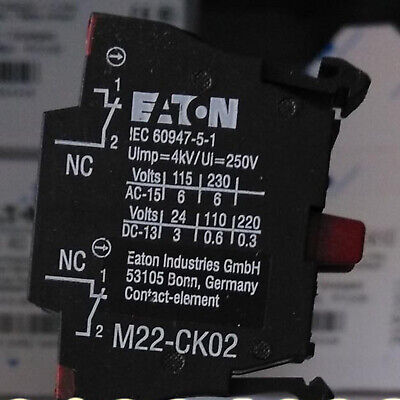 1
2
NC
EATON
IEC 60947-5-1
UImp=4kV/Ui=250V
Volts 115 230
AC-15 6 6
Volts 24 110 220
DC-13 3 0.6 0.3
NC
1
2
Eaton Industries GmbH
53105 Bonn, Germany
Contact-element
M22-CK02